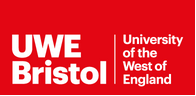 UWE
Bristol
University
of the
West of
England